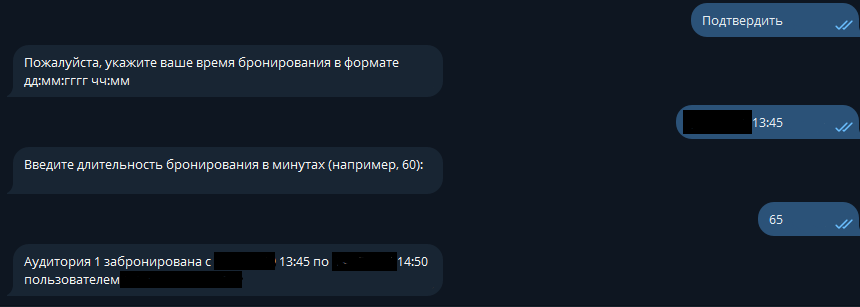 Подтвердить
Пожалуйста, укажите ваше время бронирования в формате
дд:мм:гггг чч:мм
13:45
Введите длительность бронирования в минутах (например, 60):
65
Аудитория 1 забронирована с 13:45 по 14:50
пользователем